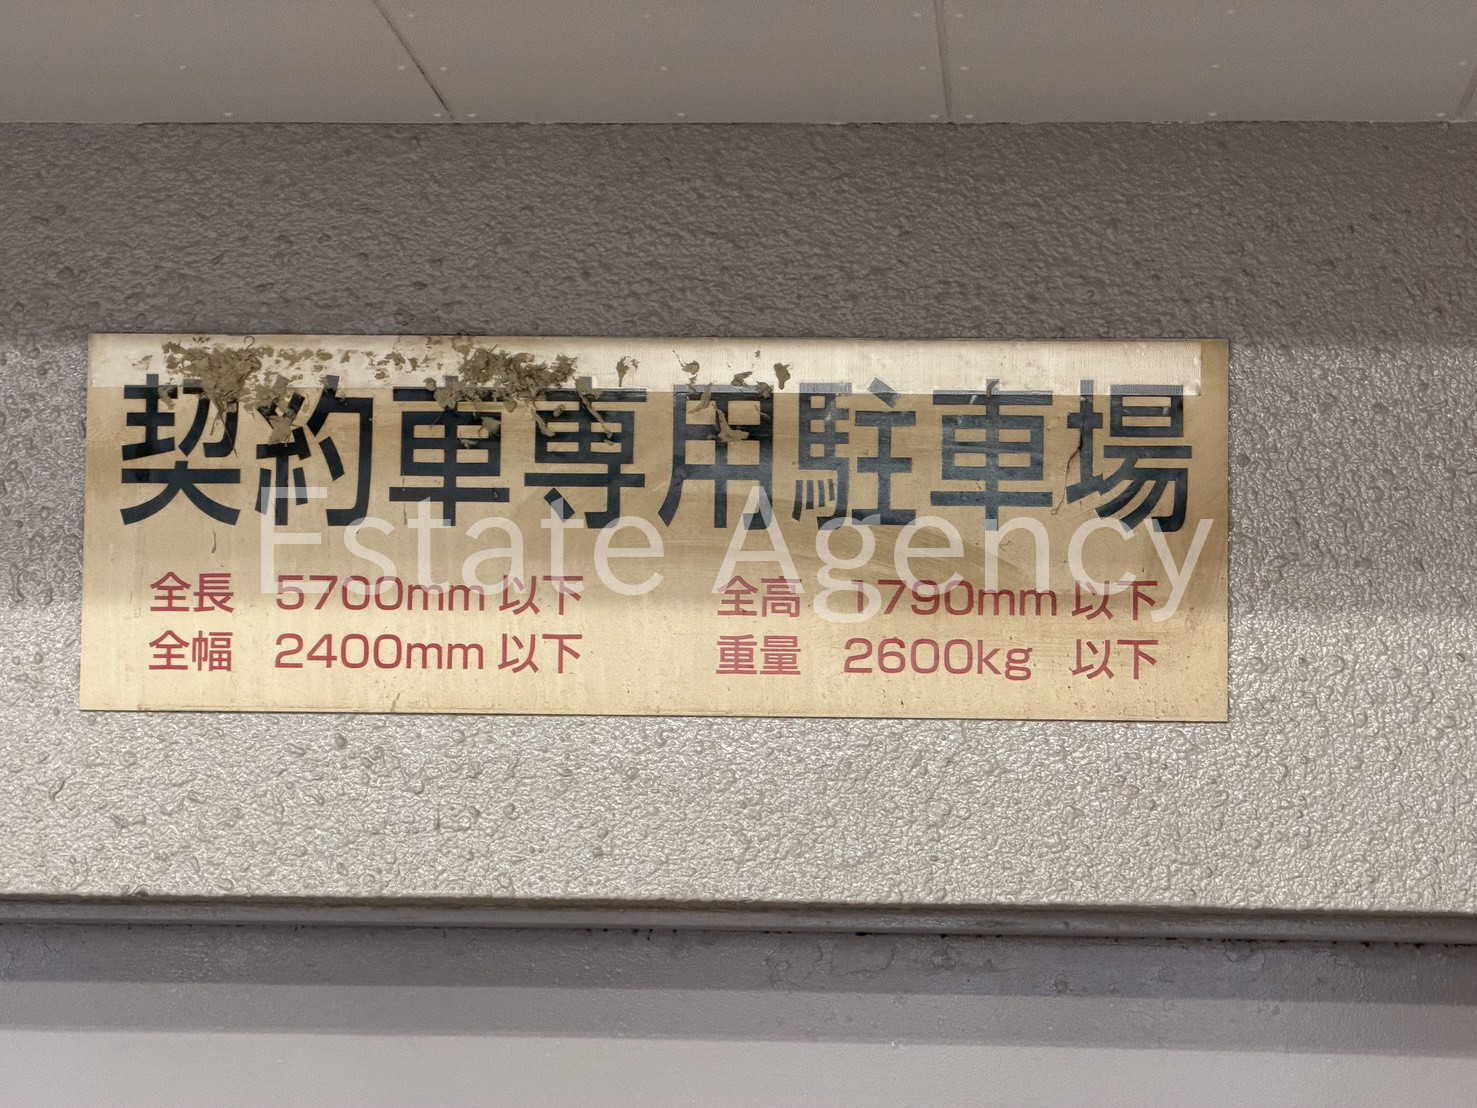 契約車専用駐車場
Estate Agency
全長 5700mm 以下 全高 1790mm 以下
全幅 2400mm 以下 重量 2600kg 以下